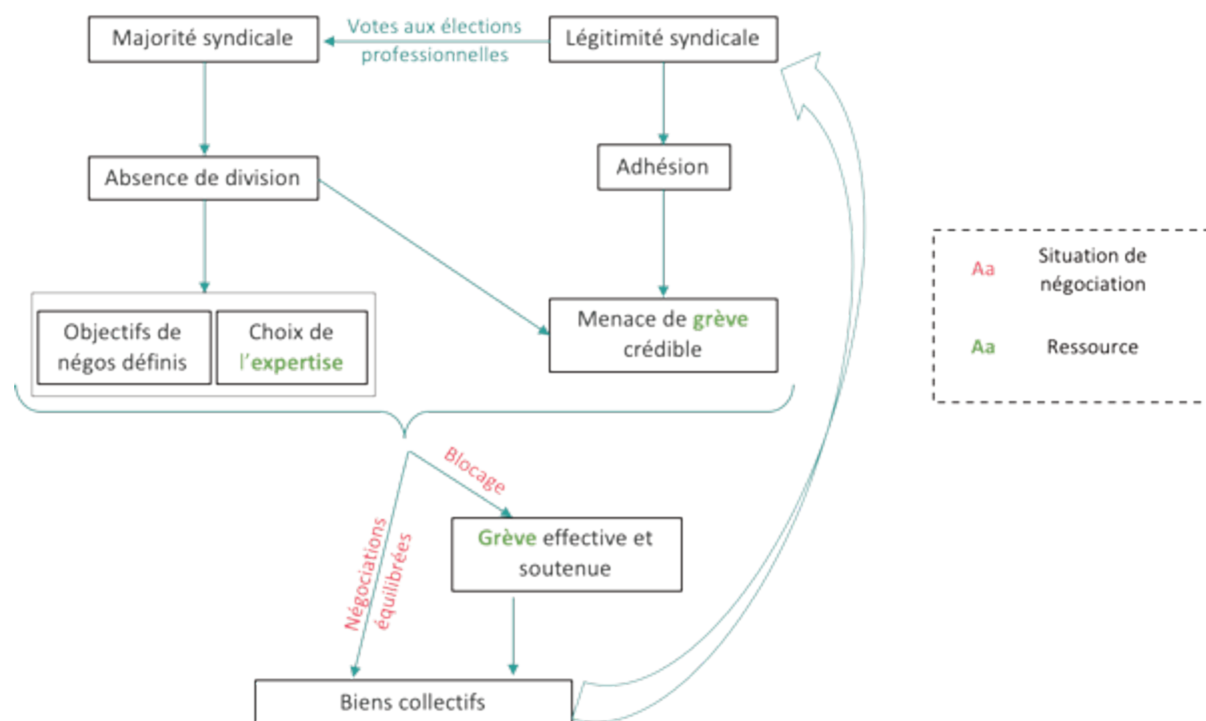 Majorité syndicale
Votes aux élections
professionnelles
Légitimité syndicale
Absence de division
Adhésion
Objectifs de
négos définis
Choix de
l'expertise
Menace de grève
crédible
Aa
Situation de
négociation
Aa
Ressource
Blocage
Négociations
équilibrées
Grève effective et
soutenue
Biens collectifs